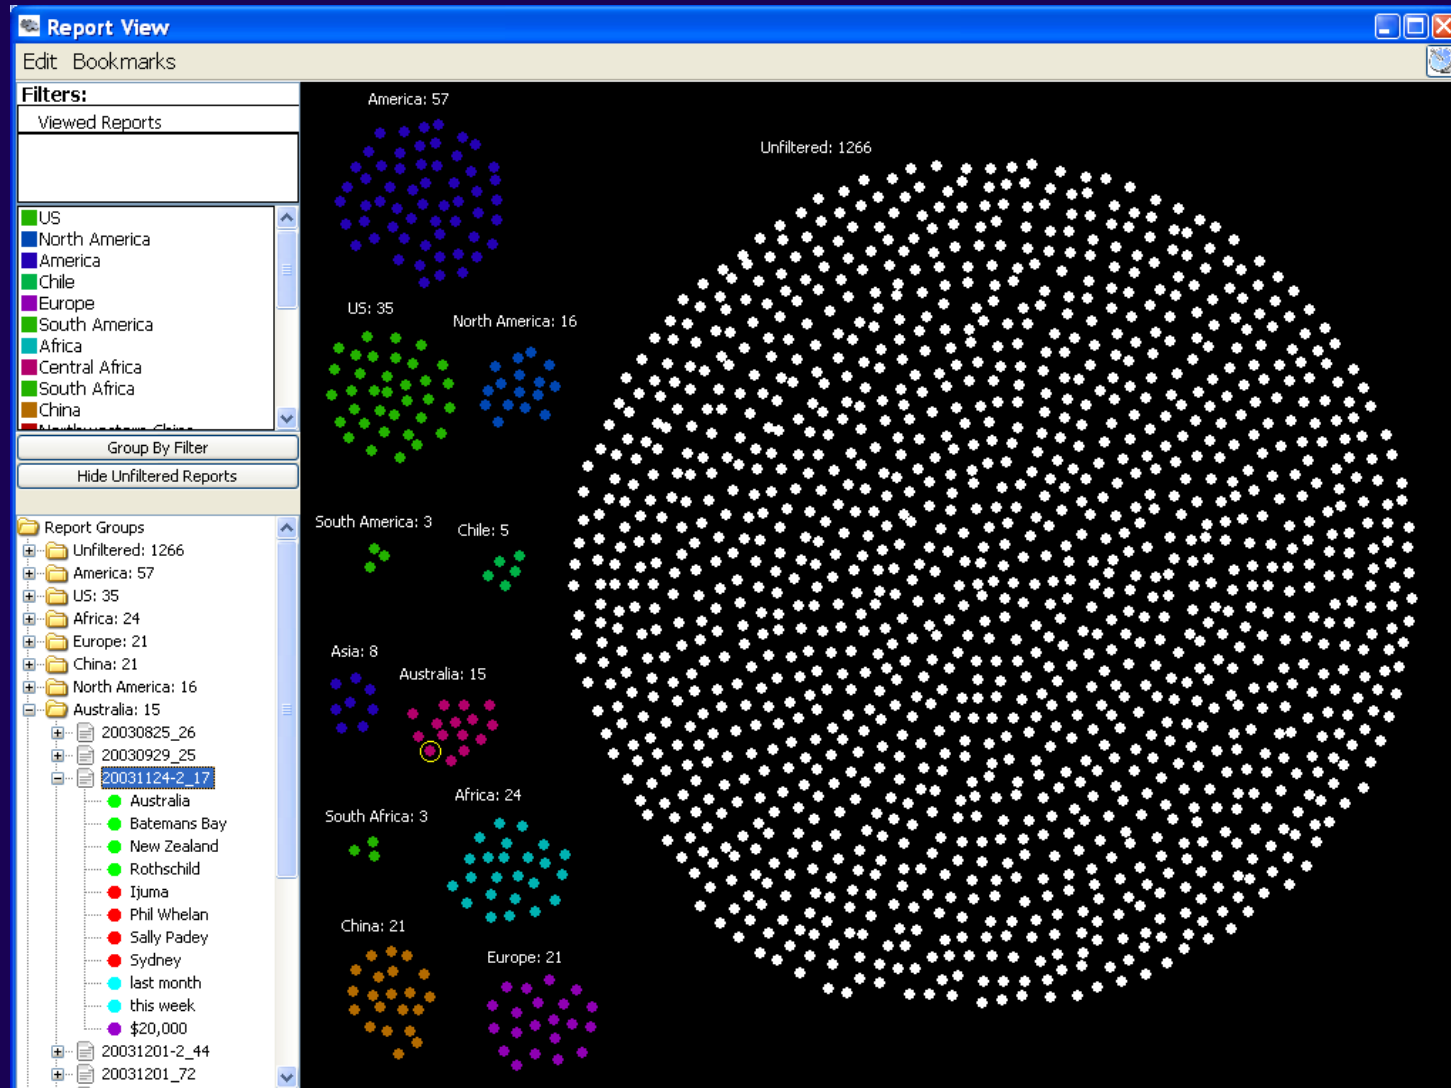 Report View
Edit Bookmarks
Filters:
Viewed Reports
US
North America
America
Chile
Europe
South America
Africa
Central Africa
South Africa
China
Group By Filter
Hide Unfiltered Reports
Report Groups
Unfiltered: 1266
America: 57
US: 35
Africa: 24
Europe: 21
China: 21
North America: 16
Australia: 15
20030825_26
20030929_25
20031124-2_17
Australia
Batemans Bay
New Zealand
Rothschild
Ijuma
Phil Whelan
Sally Padey
Sydney
last month
this week
$20,000
20031201-2_44
20031201_72
America: 57
Unfiltered: 1266
US: 35
North America: 16
South America: 3
Chile: 5
Asia: 8
Australia: 15
Africa: 24
South Africa: 3
China: 21
Europe: 21